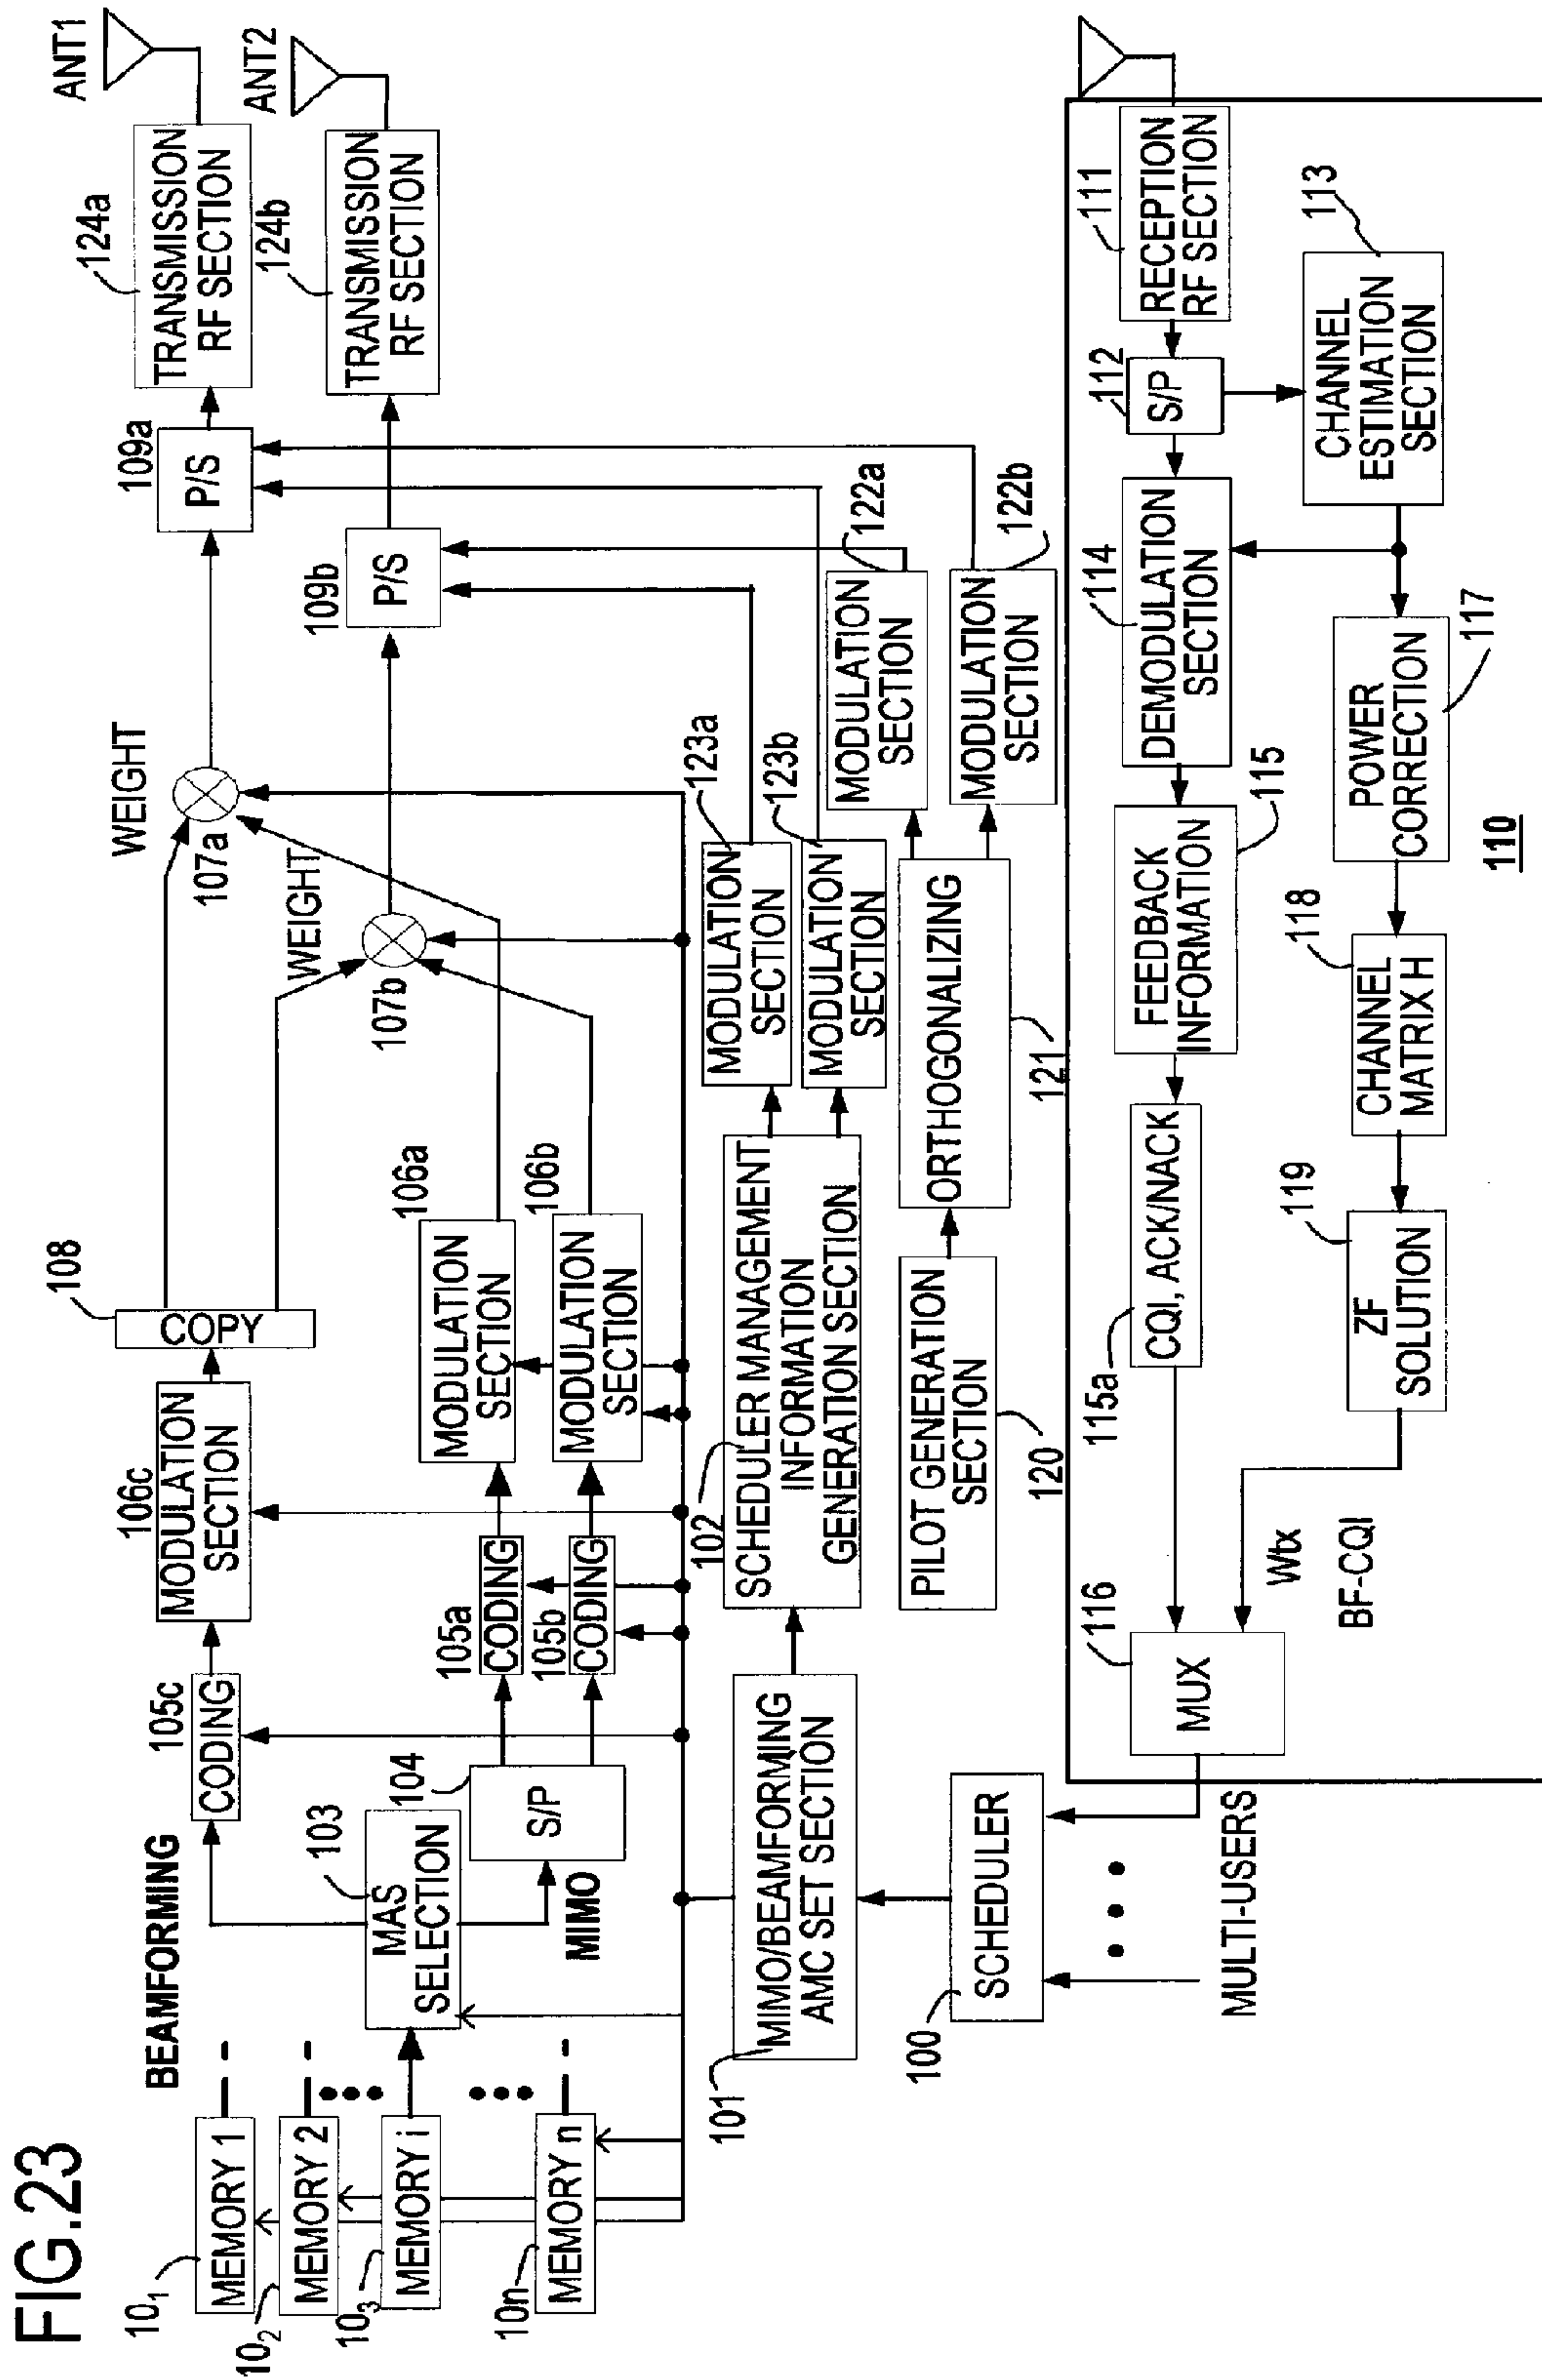 FIG.23
10₁
MEMORY 1
10₂
MEMORY 2
10₃
MEMORY i
10n
MEMORY n
BEAMFORMING
103
MAS
SELECTION
MIMO
104
S/P
105c
CODING
105a
CODING
105b
CODING
106c
MODULATION
SECTION
106a
MODULATION
SECTION
106b
MODULATION
SECTION
108
COPY
WEIGHT
107a
WEIGHT
107b
109a
P/S
109b
P/S
124a
TRANSMISSION
RF SECTION
124b
TRANSMISSION
RF SECTION
ANT1
ANT2
101
MIMO/BEAMFORMING
AMC SET SECTION
102
SCHEDULER MANAGEMENT
INFORMATION
GENERATION SECTION
123a
MODULATION
SECTION
123b
MODULATION
SECTION
120
PILOT GENERATION
SECTION
121
ORTHOGONALIZING
122a
MODULATION
SECTION
122b
MODULATION
SECTION
100
SCHEDULER
MULTI-USERS
116
MUX
Wtx
BF-CQI
115a
CQI, ACK/NACK
115
FEEDBACK
INFORMATION
114
DEMODULATION
SECTION
112
S/P
111
RECEPTION
RF SECTION
113
CHANNEL
ESTIMATION
SECTION
117
POWER
CORRECTION
118
CHANNEL
MATRIX H
119
ZF
SOLUTION
110